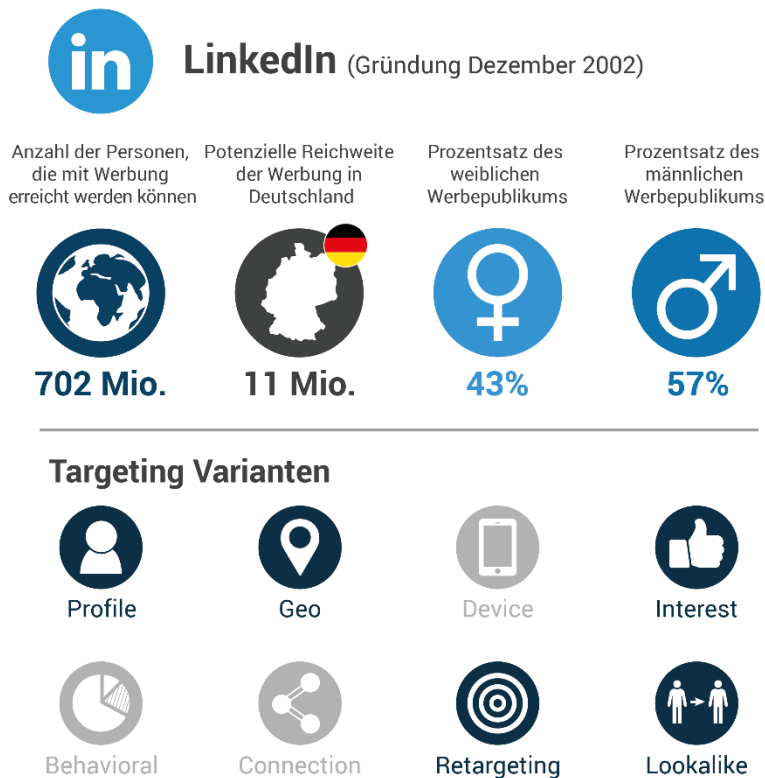 in
LinkedIn (Gründung Dezember 2002)
Anzahl der Personen,
die mit Werbung
erreicht werden können
Potenzielle Reichweite
der Werbung in
Deutschland
Prozentsatz des
weiblichen
Werbepublikums
Prozentsatz des
männlichen
Werbepublikums
702 Mio.
11 Mio.
43%
57%
Targeting Varianten
Profile
Geo
Device
Interest
Behavioral
Connection
Retargeting
Lookalike